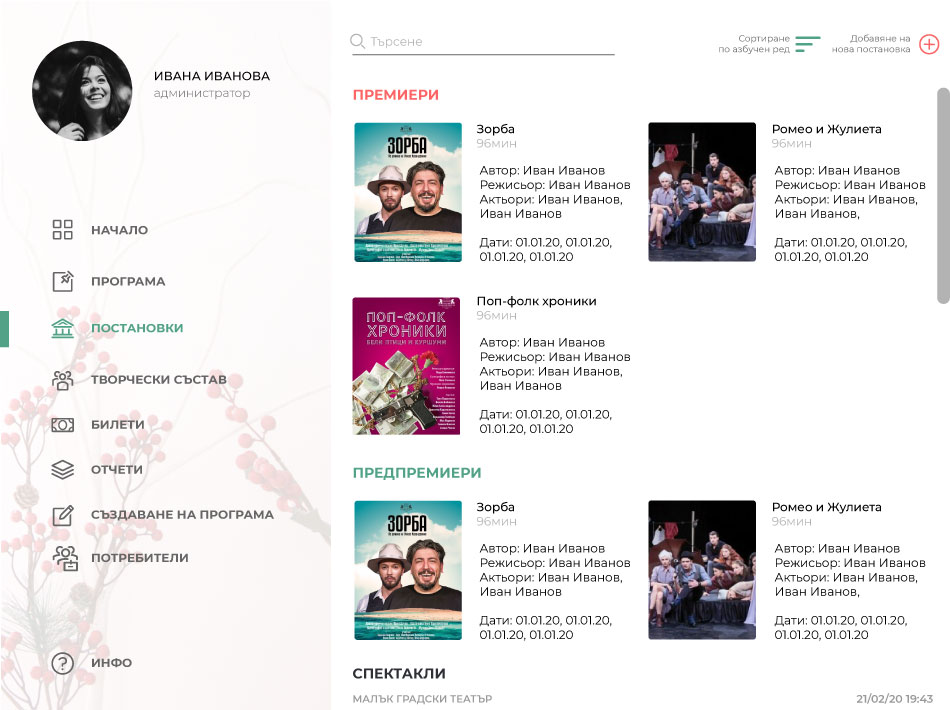 ИВАНА ИВАНОВА
администратор
НАЧАЛО
ПРОГРАМА
ПОСТАНОВКИ
ТВОРЧЕСКИ СЪСТАВ
БИЛЕТИ
ОТЧЕТИ
СЪЗДАВАНЕ НА ПРОГРАМА
ПОТРЕБИТЕЛИ
ИНФО
Търсене
Сортиране
по азбучен ред
Добавяне на
нова постановка
ПРЕМИЕРИ
ЗОРБА
Зорба
96мин
Автор: Иван Иванов
Режисьор: Иван Иванов
Актьори: Иван Иванов,
Иван Иванов
Дати: 01.01.20, 01.01.20,
01.01.20, 01.01.20
Ромео и Жулиета
96мин
Автор: Иван Иванов
Режисьор: Иван Иванов
Актьори: Иван Иванов,
Иван Иванов,
Дати: 01.01.20, 01.01.20,
01.01.20, 01.01.20
ПОП-ФОЛК
ХРОНИКИ
БЕЛИ ПТИЦИ И КУРШУМИ
Поп-фолк хроники
96мин
Автор: Иван Иванов
Режисьор: Иван Иванов
Актьори: Иван Иванов,
Иван Иванов
Дати: 01.01.20, 01.01.20,
01.01.20, 01.01.20
ПРЕДПРЕМИЕРИ
ЗОРБА
Зорба
96мин
Автор: Иван Иванов
Режисьор: Иван Иванов
Актьори: Иван Иванов,
Иван Иванов
Дати: 01.01.20, 01.01.20,
01.01.20, 01.01.20
Ромео и Жулиета
96мин
Автор: Иван Иванов
Режисьор: Иван Иванов
Актьори: Иван Иванов,
Иван Иванов,
Дати: 01.01.20, 01.01.20,
01.01.20, 01.01.20
СПЕКТАКЛИ
МАЛЪК ГРАДСКИ ТЕАТЪР
21/02/20 19:43